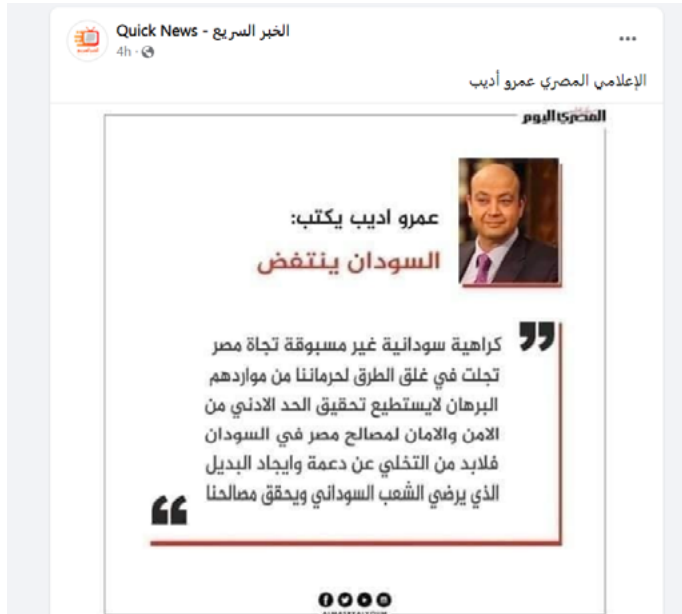 Quick News - الخبر السريع
4h
الإعلامي المصري عمرو أديب
المصري اليوم
عمرو اديب يكتب:
السودان ينتفض
كراهية سودانية غير مسبوقة تجاة مصر
تجلت في غلق الطرق لحرماننا من مواردهم
البرهان لايستطيع تحقيق الحد الادني من
الامن والامان لمصالح مصر في السودان
فلابد من التخلي عن دعمة وايجاد البديل
الذي يرضي الشعب السوداني ويحقق مصالحنا